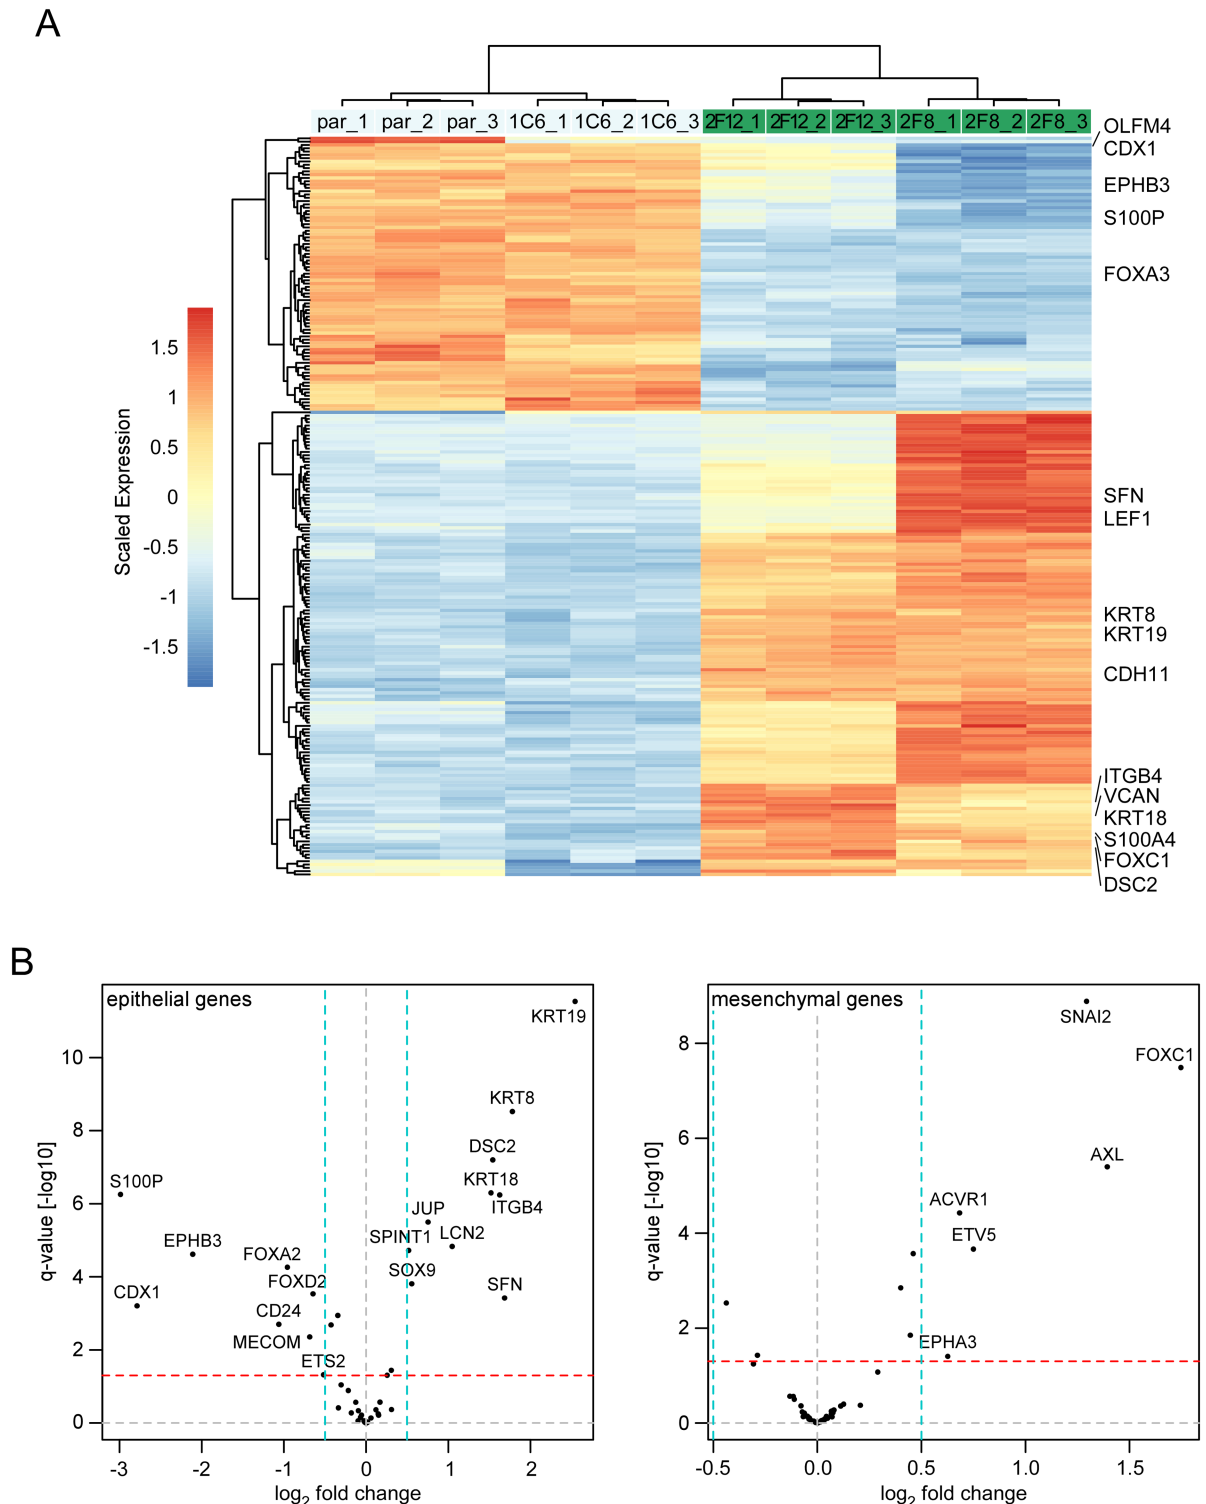 A
par_1 par_2 par_3 1C6_1 1C6_2 1C6_3 2F12_1 2F12_2 2F12_3 2F8_1 2F8_2 2F8_3
OLFM4
CDX1
EPHB3
S100P
FOXA3
Scaled Expression
1.5
1
0.5
0
-0.5
-1
-1.5
SFN
LEF1
KRT8
KRT19
CDH11
ITGB4
VCAN
KRT18
S100A4
FOXC1
DSC2
B
epithelial genes
KRT19
KRT8
DSC2
KRT18
ITGB4
S100P
JUP
SPINT1
LCN2
EPHB3
FOXA2
SOX9
FOXD2
SFN
CDX1
CD24
MECOM
ETS2
q-value [-log10]
10
8
6
4
2
0
-3 -2 -1 0 1 2
log2 fold change
mesenchymal genes
SNAI2
FOXC1
AXL
ACVR1
ETV5
EPHA3
q-value [-log10]
8
6
4
2
0
-0.5 0.0 0.5 1.0 1.5
log2 fold change